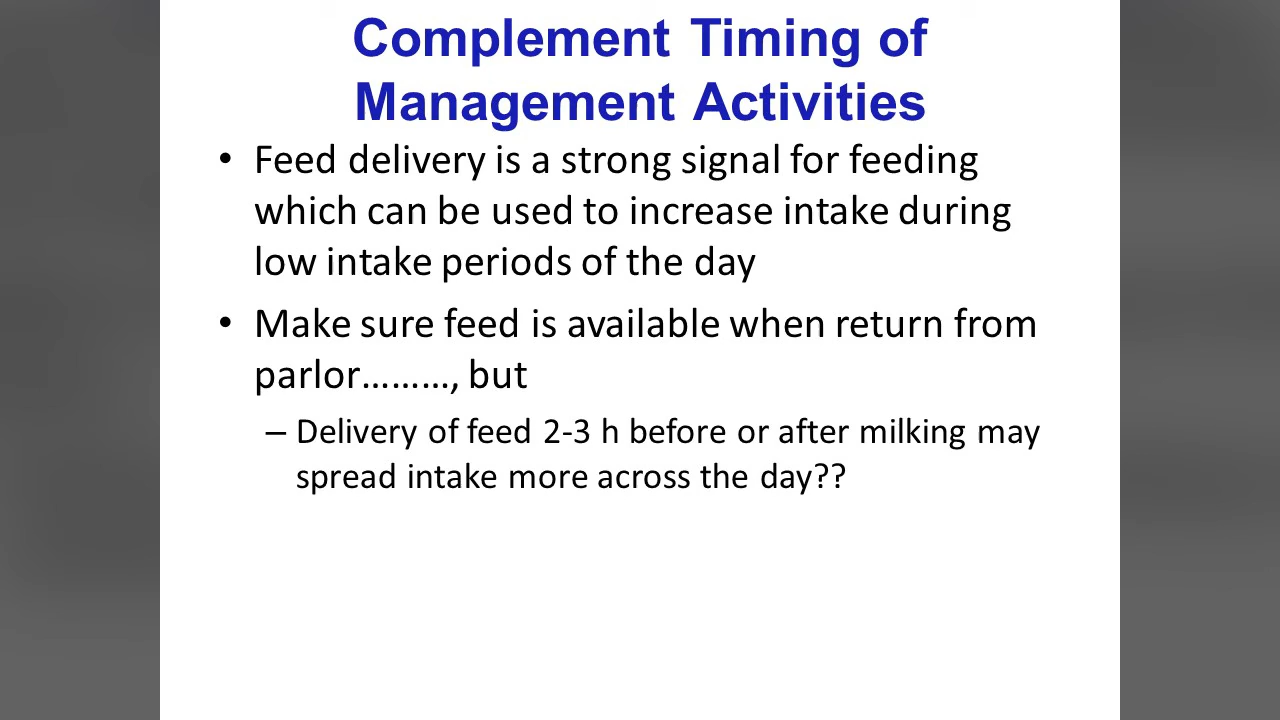 Complement Timing of
Management Activities
• Feed delivery is a strong signal for feeding
which can be used to increase intake during
low intake periods of the day
• Make sure feed is available when return from
parlor………, but
– Delivery of feed 2-3 h before or after milking may
spread intake more across the day??